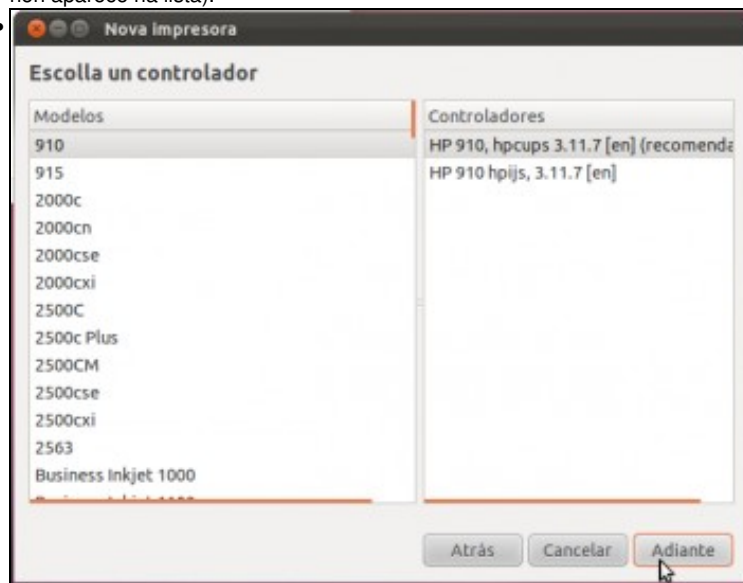 Nova Impresora
Escolla un controlador
Modelos
Controladores
910
HP 910, hpcups 3.11.7 [en] (recomenda
915
HP 910 hpijs, 3.11.7 [en]
2000c
2000cn
2000cse
2000cxi
2500C
2500c Plus
2500CM
2500cse
2500cxi
2563
Business Inkjet 1000
Atrás
Cancelar
Adiante